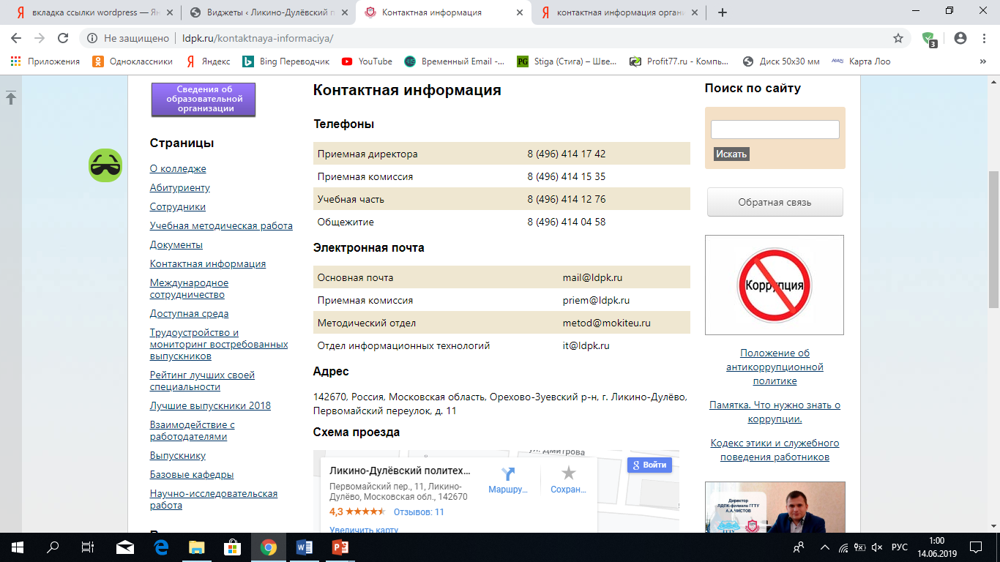 вкладка ссылки wordpress — Ян
Виджеты ‹ Ликино-Дулёвский п
Контактная информация
контактная информация органи
Не защищено
ldpk.ru/kontaktnaya-informaciya/
3
Приложения
Одноклассники
Яндекс
Bing Переводчик
YouTube
Временный Email -...
PG Stiga (Стига) – Шве...
Profit77.ru - Компь...
Диск 50x30 мм
Карта Лоо
»
Сведения об
образовательной
организации
Страницы
О колледже
Абитуриенту
Сотрудники
Учебная методическая работа
Документы
Контактная информация
Международное
сотрудничество
Доступная среда
Трудоустройство и
мониторинг востребованных
выпускников
Рейтинг лучших своей
специальности
Лучшие выпускники 2018
Взаимодействие с
работодателями
Выпускнику
Базовые кафедры
Научно-исследовательская
работа
Контактная информация
Телефоны
Приемная директора 8 (496) 414 17 42
Приемная комиссия 8 (496) 414 15 35
Учебная часть 8 (496) 414 12 76
Общежитие 8 (496) 414 04 58
Электронная почта
Основная почта mail@ldpk.ru
Приемная комиссия priem@ldpk.ru
Методический отдел metod@mokiteu.ru
Отдел информационных технологий it@ldpk.ru
Адрес
142670, Россия, Московская область, Орехово-Зуевский р-н, г. Ликино-Дулёво,
Первомайский переулок, д. 11
Схема проезда
ул. Дмитрова
Ликино-Дулёвский политех...
Первомайский пер., 11, Ликино-
Дулёво, Московская обл., 142670
4,3 Отзывов: 11
Увеличить карту
Маршру...
Сохран...
Войти
Поиск по сайту
Искать
Обратная связь
Коррупция
Положение об
антикоррупционной
политике
Памятка. Что нужно знать о
коррупции.
Кодекс этики и служебного
поведения работников
Директор
ЛДПК-филиала ГГТУ
А.А.ЧИСТОВ
РУС
1:00
14.06.2019